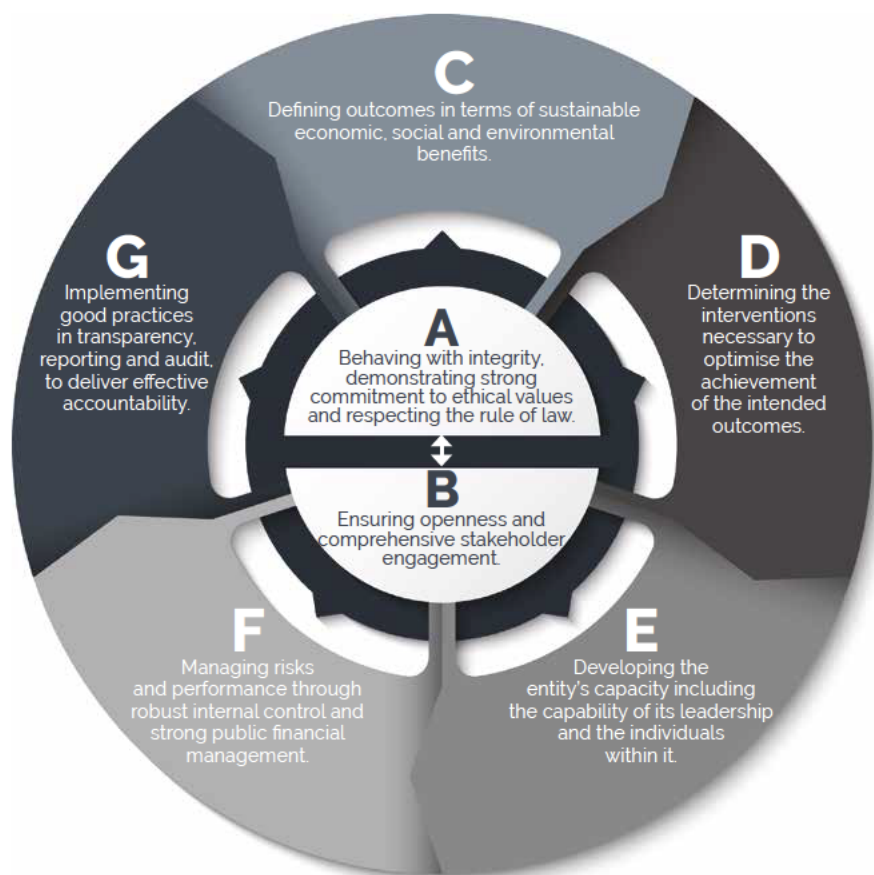 C
Defining outcomes in terms of sustainable
economic, social and environmental
benefits.
G
Implementing
good practices
in transparency,
reporting and audit,
to deliver effective
accountability.
D
Determining the
interventions
necessary to
optimise the
achievement
of the intended
outcomes.
A
Behaving with integrity,
demonstrating strong
commitment to ethical values
and respecting the rule of law.
B
Ensuring openness and
comprehensive stakeholder
engagement.
F
Managing risks
and performance through
robust internal control and
strong public financial
management.
E
Developing the
entity's capacity including
the capability of its leadership
and the individuals
within it.